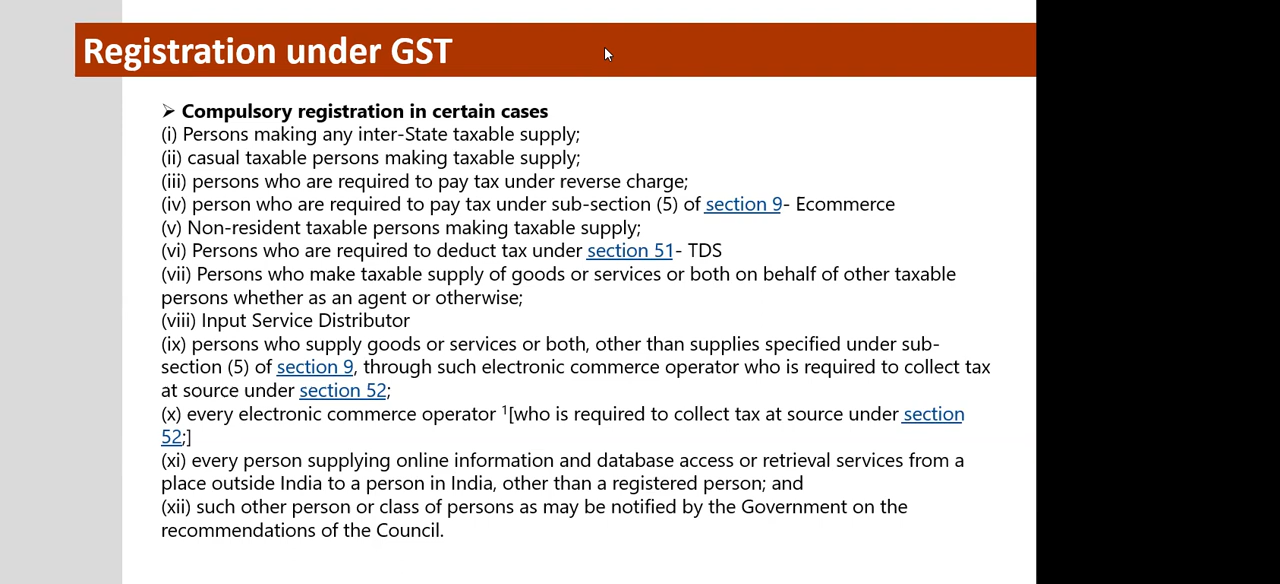 Registration under GST
➢ Compulsory registration in certain cases
(i) Persons making any inter-State taxable supply;
(ii) casual taxable persons making taxable supply;
(iii) persons who are required to pay tax under reverse charge;
(iv) person who are required to pay tax under sub-section (5) of section 9- Ecommerce
(v) Non-resident taxable persons making taxable supply;
(vi) Persons who are required to deduct tax under section 51- TDS
(vii) Persons who make taxable supply of goods or services or both on behalf of other taxable
persons whether as an agent or otherwise;
(viii) Input Service Distributor
(ix) persons who supply goods or services or both, other than supplies specified under sub-
section (5) of section 9, through such electronic commerce operator who is required to collect tax
at source under section 52;
(x) every electronic commerce operator ¹[who is required to collect tax at source under section
52;]
(xi) every person supplying online information and database access or retrieval services from a
place outside India to a person in India, other than a registered person; and
(xii) such other person or class of persons as may be notified by the Government on the
recommendations of the Council.